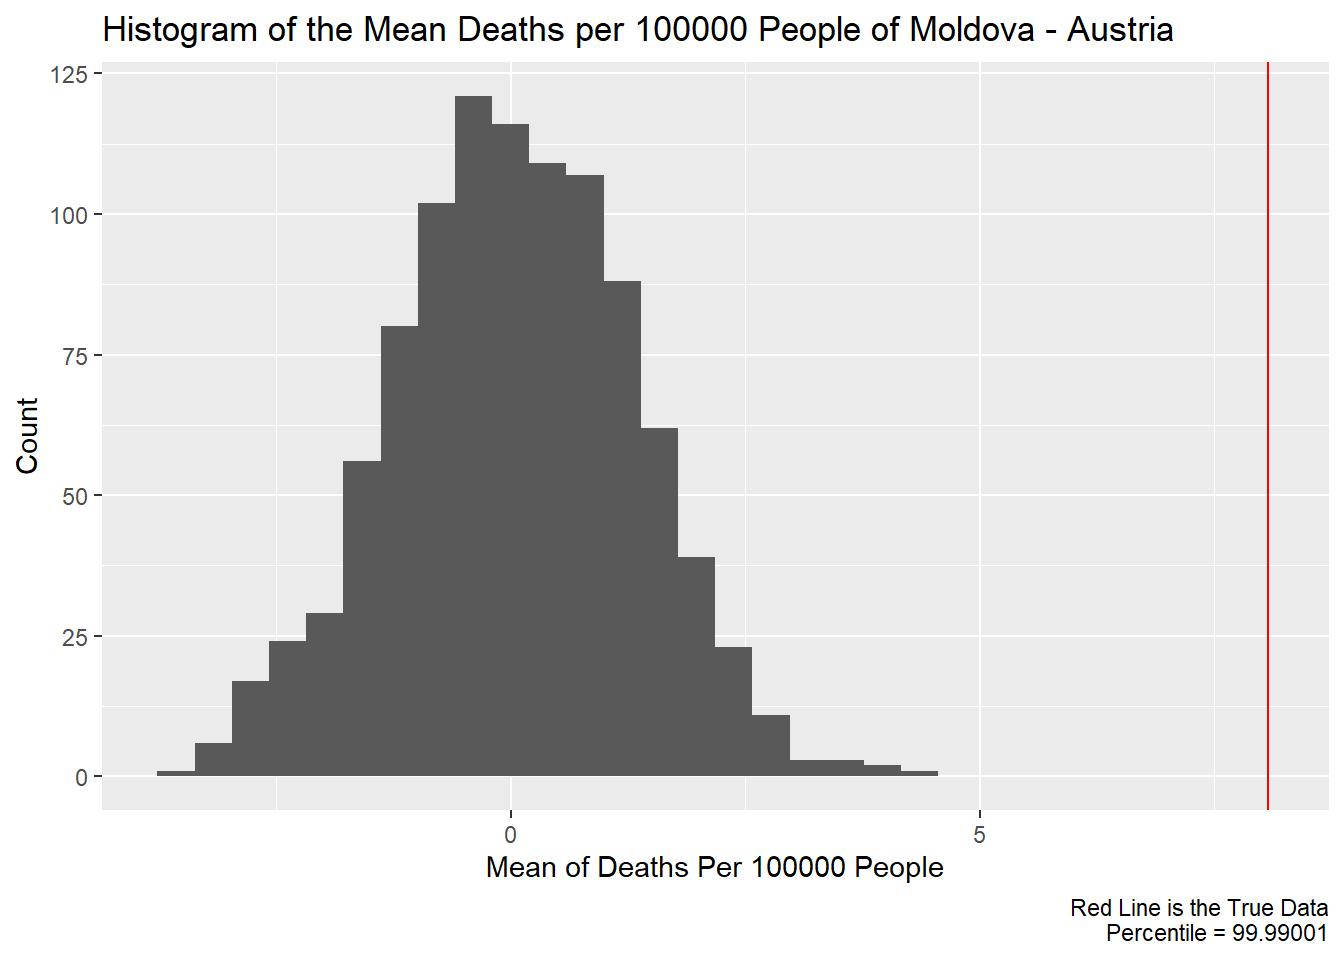 Histogram of the Mean Deaths per 100000 People of Moldova - Austria
125
100
75
50
25
0
Count
0 5
Mean of Deaths Per 100000 People
Red Line is the True Data
Percentile = 99.99001